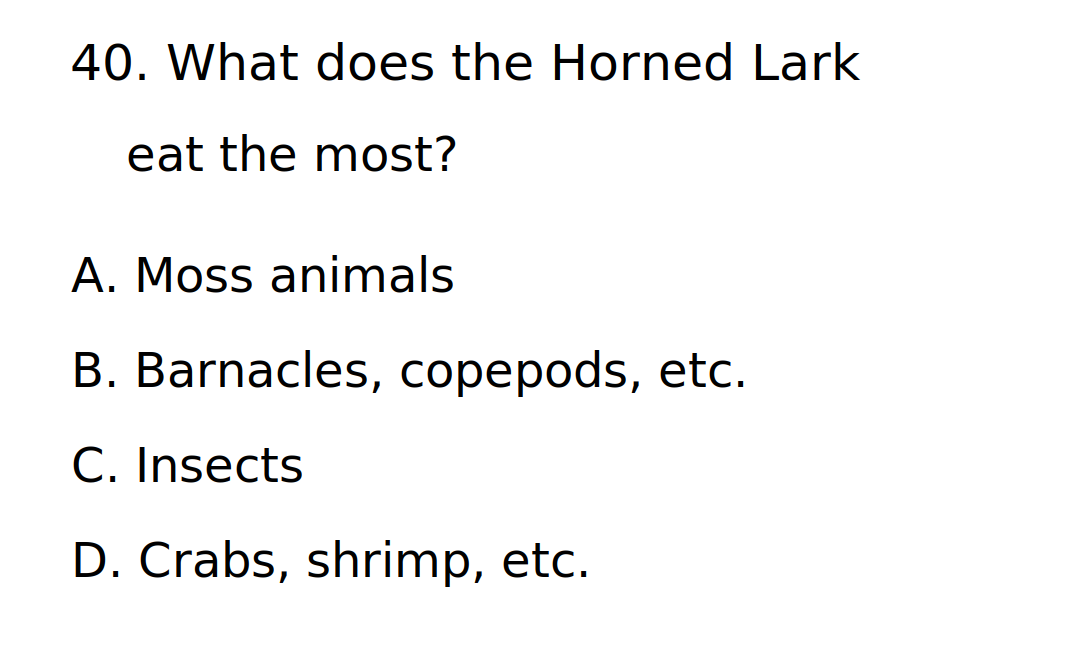 40. What does the Horned Lark
eat the most?
A. Moss animals
B. Barnacles, copepods, etc.
C. Insects
D. Crabs, shrimp, etc.